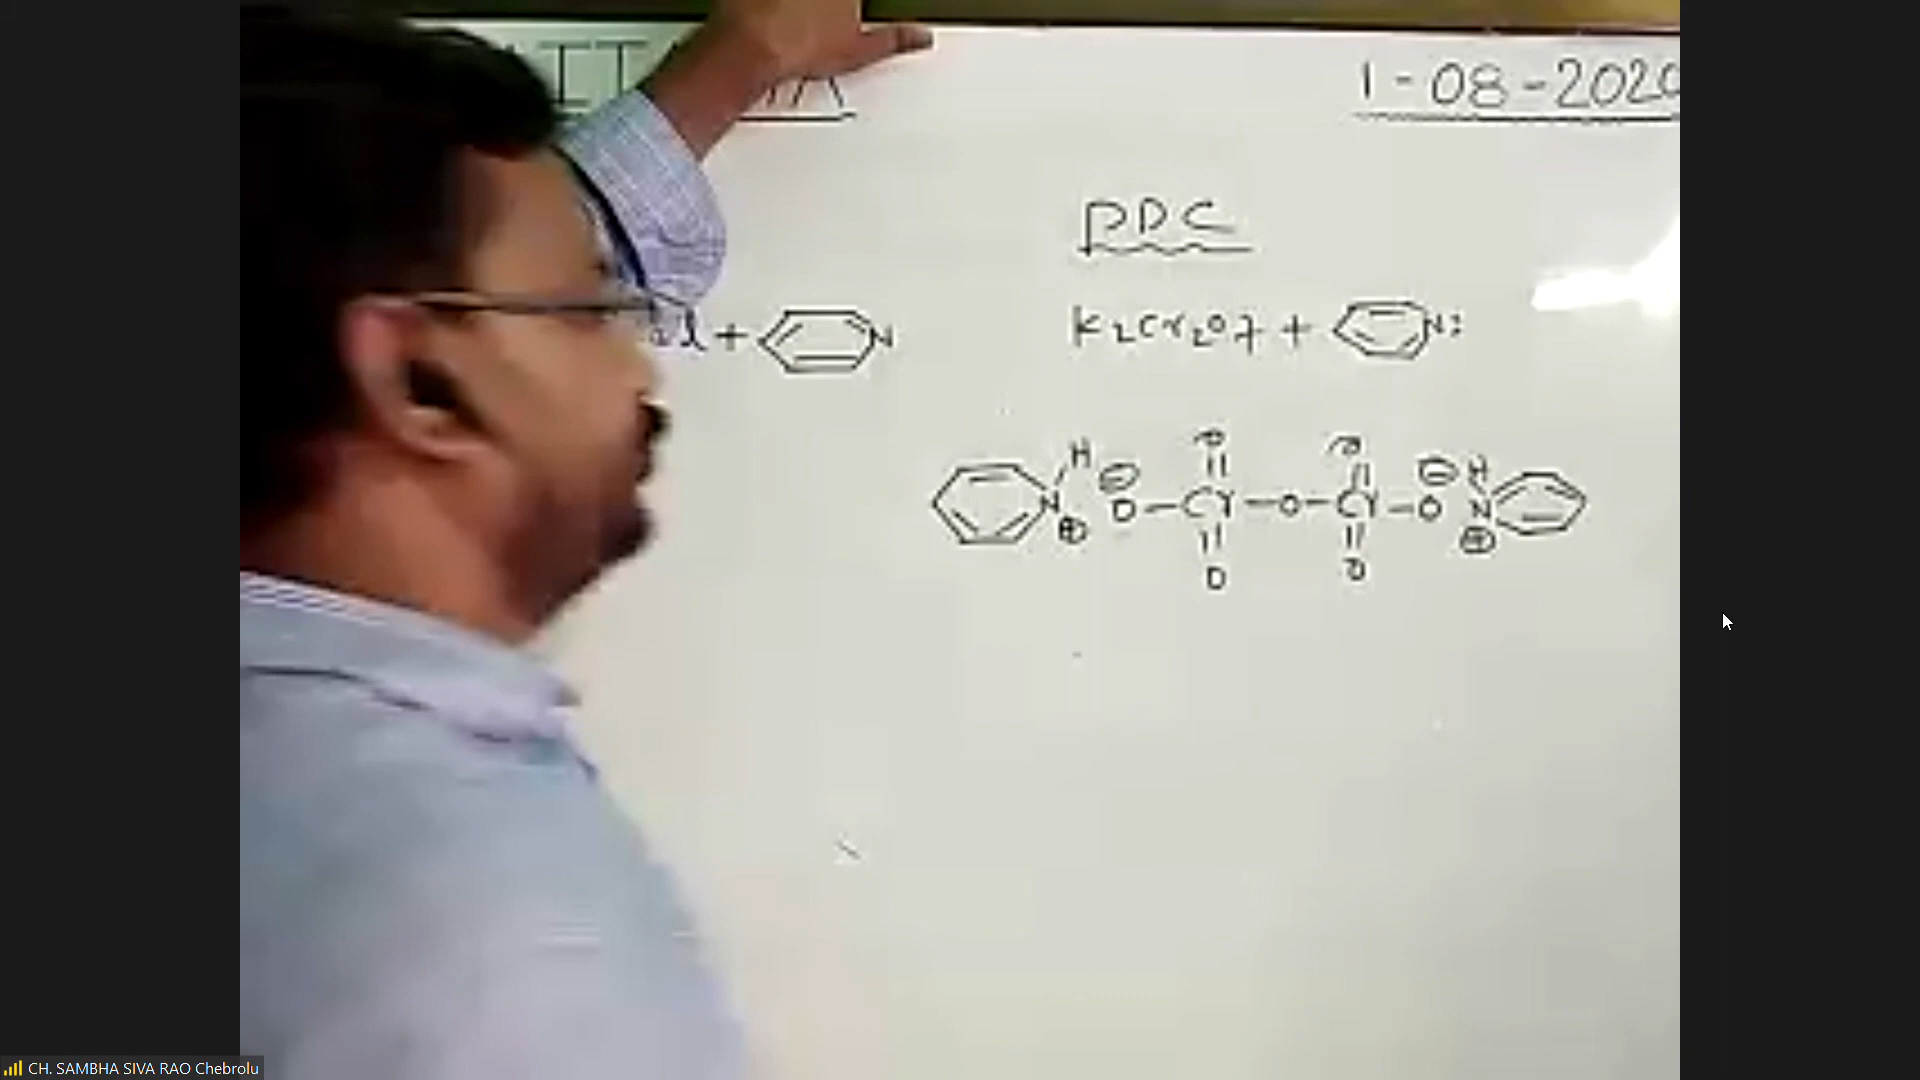 1-08-2020
PDC
+ N
K2Cr2O7 + N:
H ⊖ O O ⊖ H
N O-Cr-O-Cr-O N
⊕ O O ⊕
CH. SAMBHA SIVA RAO Chebrolu